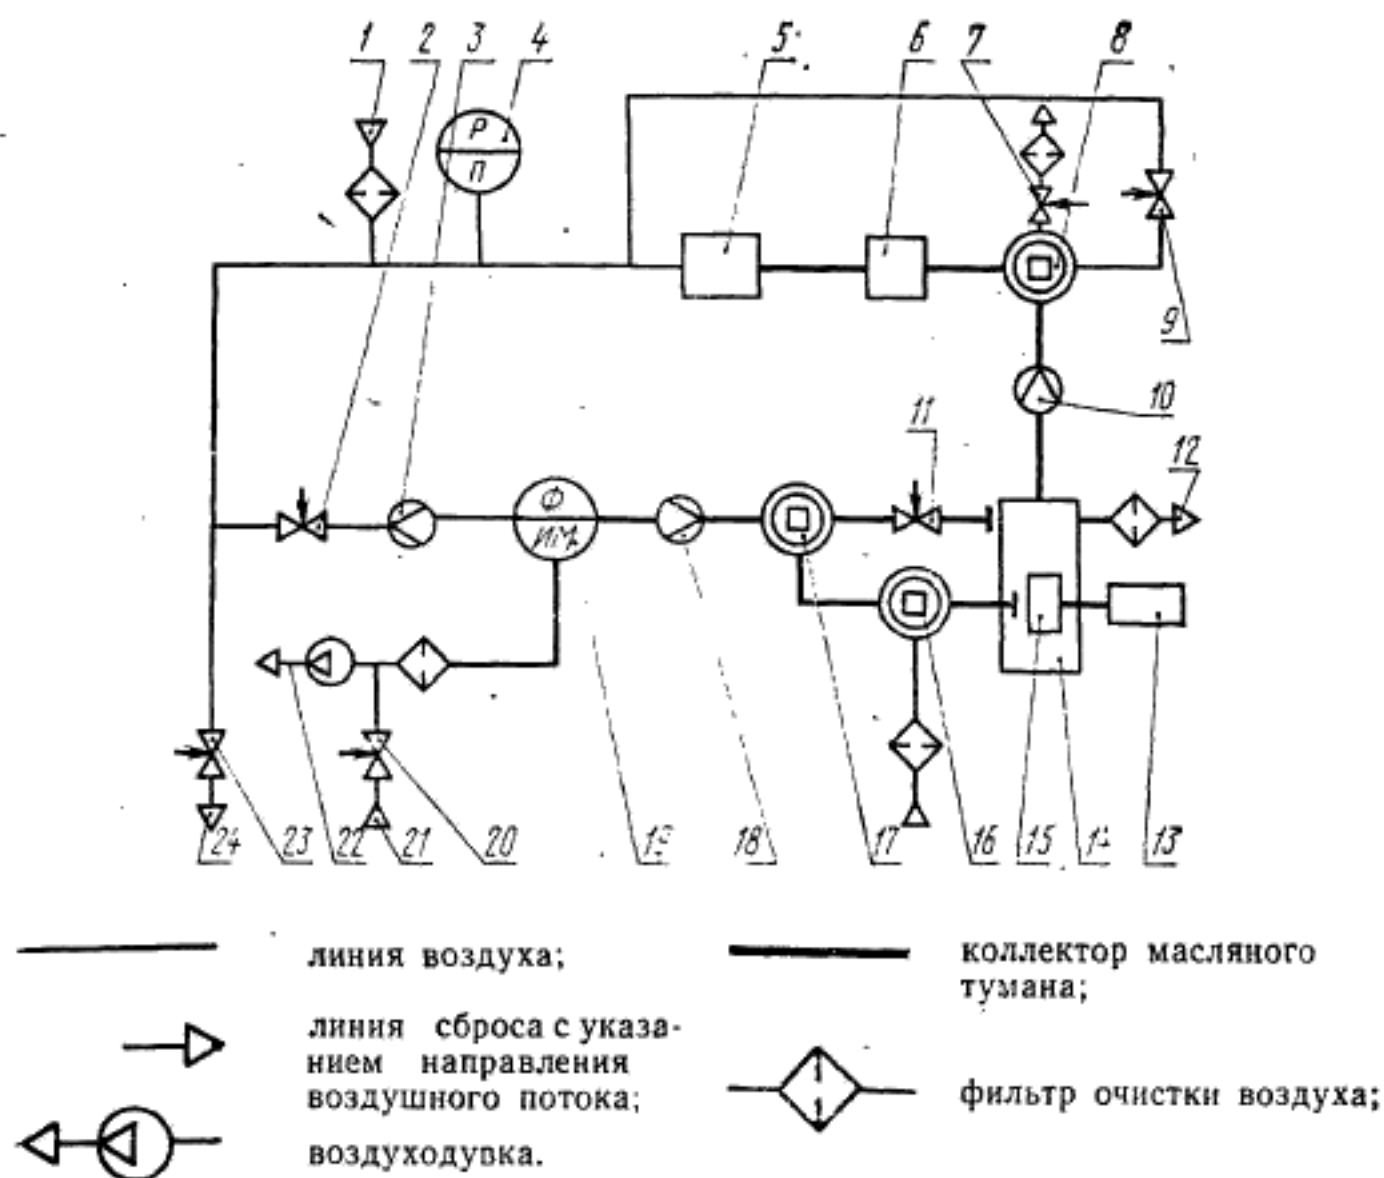 1 2 3 4 5 6 7 8
Р
П
9
10
11
12
Ф
24 23 22 21 20 19 18 17 16 15 14 13
линия воздуха;
линия сброса с указа-
нием направления
воздушного потока;
воздуходувка.
коллектор масляного
тумана;
фильтр очистки воздуха;